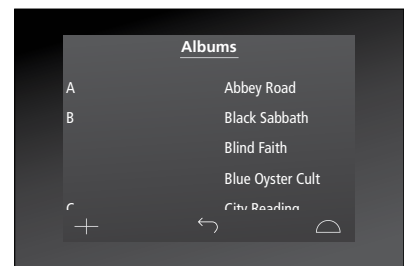 Albums
A Abbey Road
B Black Sabbath
Blind Faith
Blue Oyster Cult
C City Reading